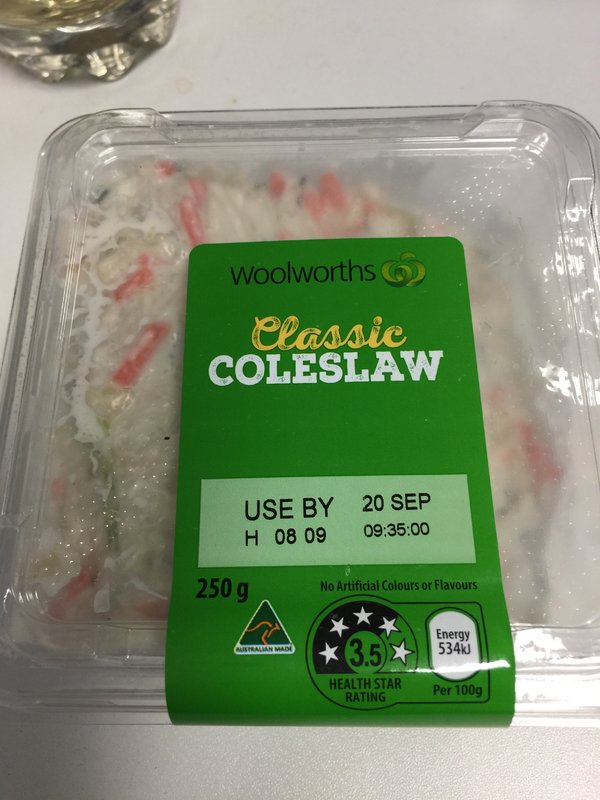 woolworths
Classic
COLESLAW
USE BY 20 SEP
H 08 09 09:35:00
250 g
No Artificial Colours or Flavours
AUSTRALIAN MADE
3.5
HEALTH STAR
RATING
Energy
534kJ
Per 100g